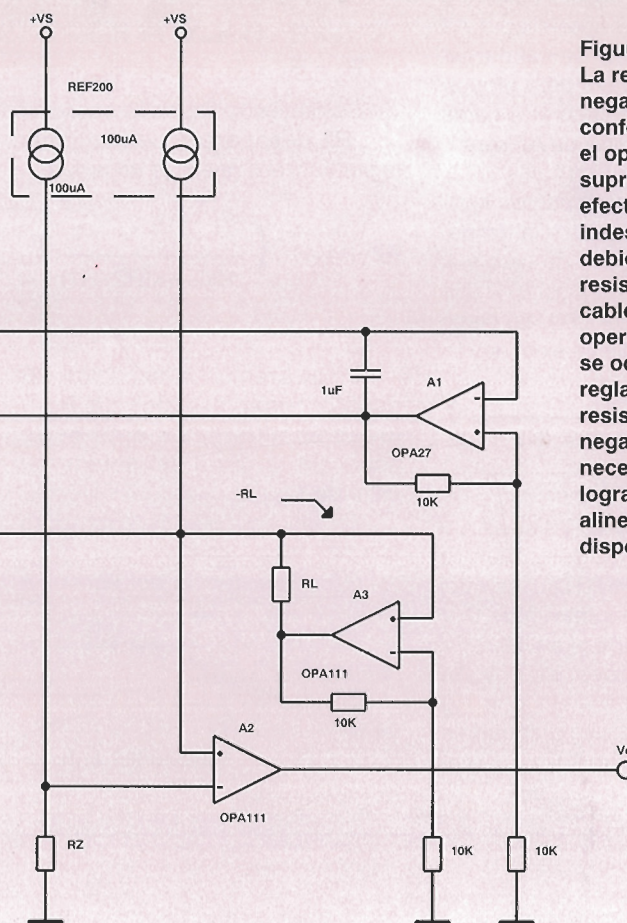 +VS
+VS
REF200
100uA
100uA
1uF
A1
OPA27
10K
-RL
RL
A3
OPA111
10K
A2
OPA111
RZ
10K
10K
Figu
La re
nega
conf
el op
supr
efect
indes
debi
resis
cable
oper
se oc
regla
resis
nega
nece
logra
aline
dispo